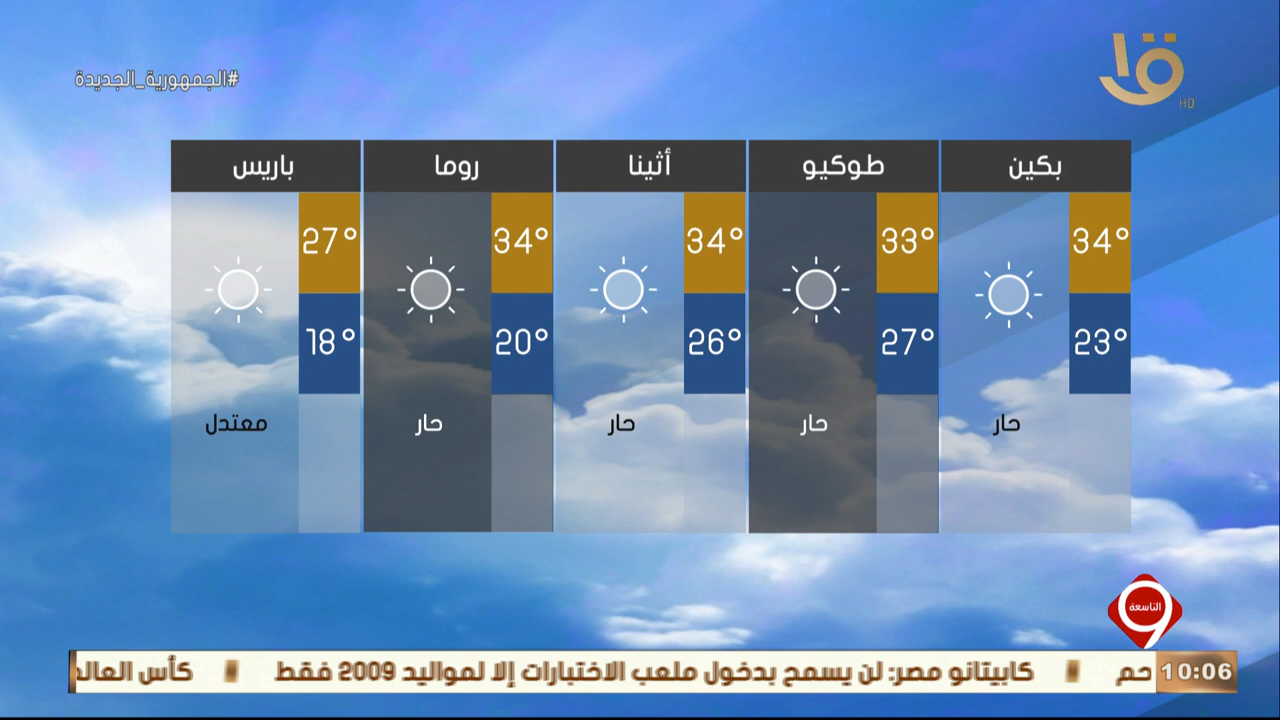 #الجمهورية_الجديدة
HD
بكين
34°
23°
حار
طوكيو
33°
27°
حار
أثينا
34°
26°
حار
روما
34°
20°
حار
باريس
27°
18°
معتدل
التاسعة
9
10:06
حم ▪ كابيتانو مصر: لن يسمح بدخول ملعب الاختبارات إلا لمواليد 2009 فقط ▪ كأس العالم